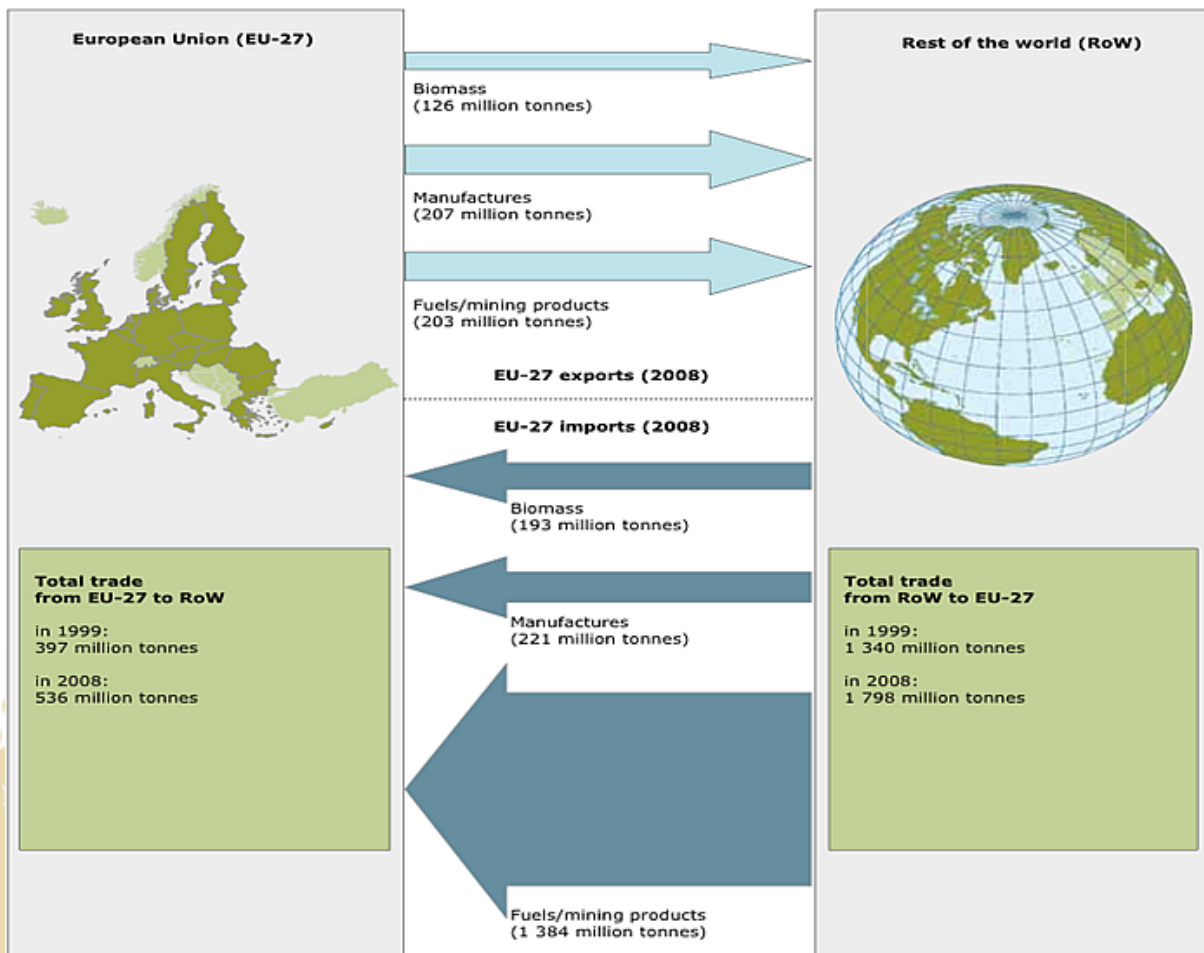 European Union (EU-27)
Rest of the world (RoW)
Biomass
(126 million tonnes)
Manufactures
(207 million tonnes)
Fuels/mining products
(203 million tonnes)
EU-27 exports (2008)
EU-27 imports (2008)
Biomass
(193 million tonnes)
Manufactures
(221 million tonnes)
Fuels/mining products
(1 384 million tonnes)
Total trade
from EU-27 to RoW
in 1999:
397 million tonnes
in 2008:
536 million tonnes
Total trade
from RoW to EU-27
in 1999:
1 340 million tonnes
in 2008:
1 798 million tonnes